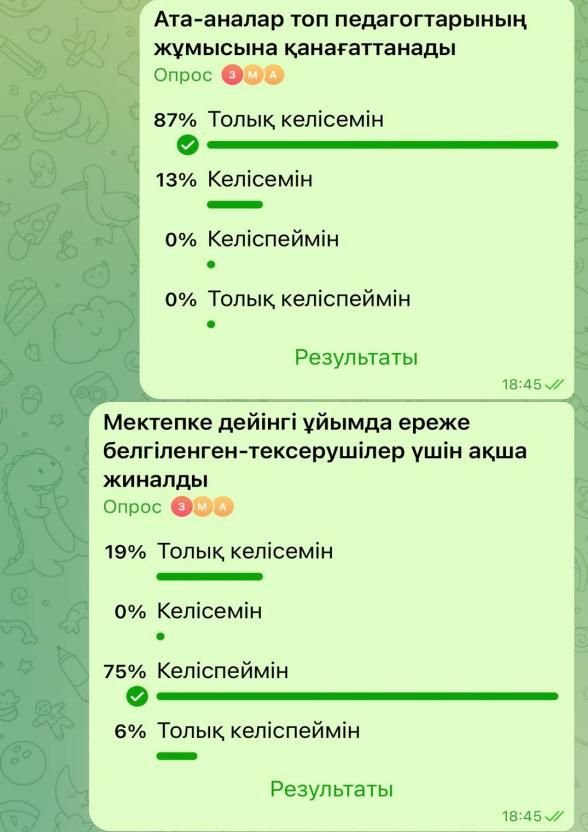 Ата-аналар топ педагогтарының
жұмысына қанағаттанады
Опрос З М А
87% Толық келісемін
13% Келісемін
0% Келіспеймін
0% Толық келіспеймін
Результаты
18:45
Мектепке дейінгі ұйымда ереже
белгіленген-тексерушілер үшін ақша
жиналды
Опрос З М А
19% Толық келісемін
0% Келісемін
75% Келіспеймін
6% Толық келіспеймін
Результаты
18:45